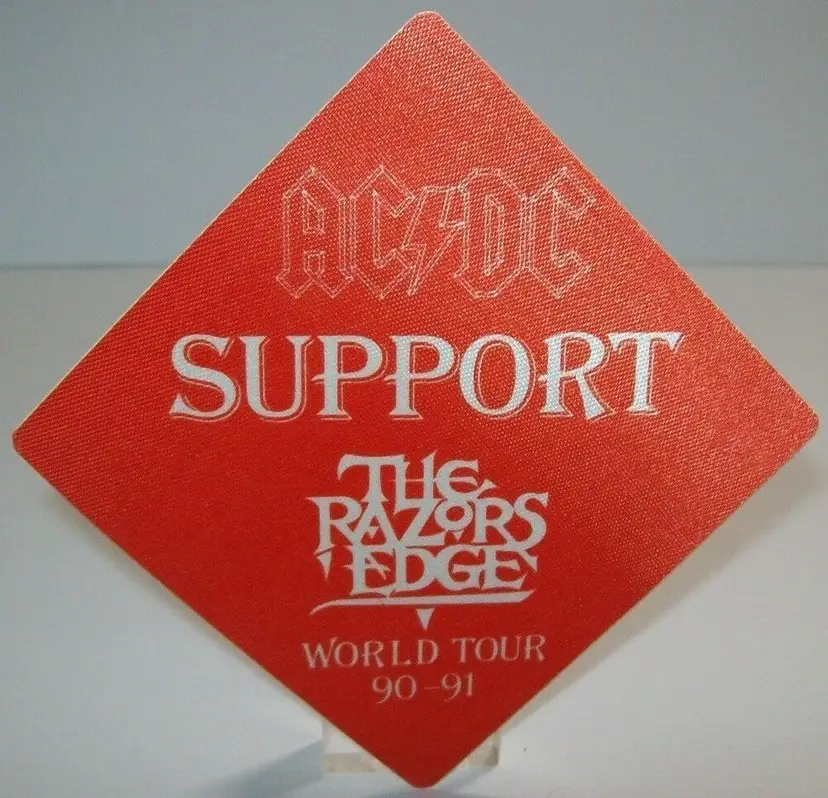 AC⚡DC
SUPPORT
THE
RAZORS
EDGE
WORLD TOUR
90-91